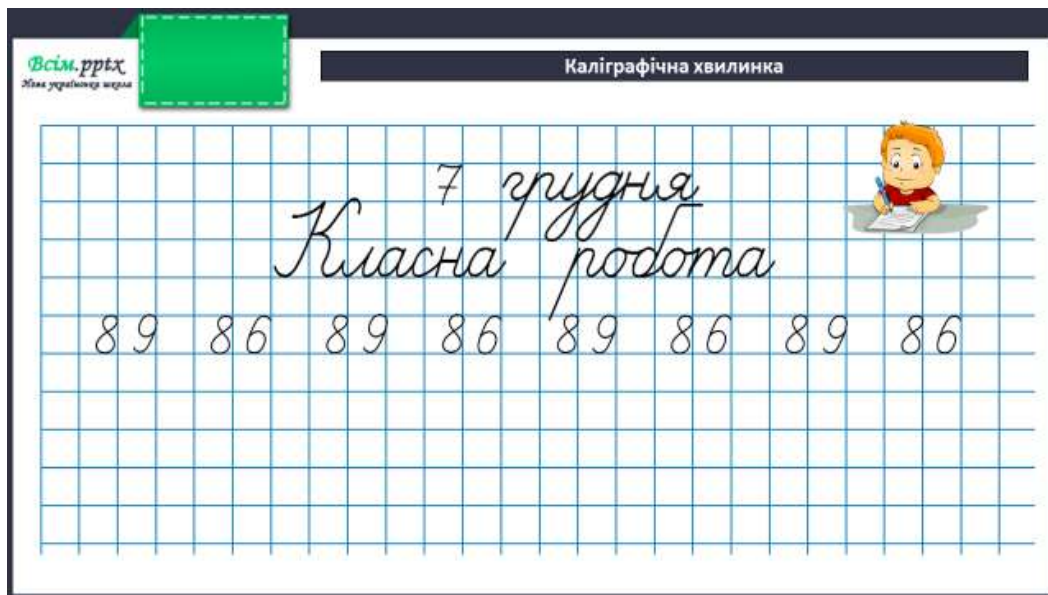 Всім.pptx
Нова українська школа
Каліграфічна хвилинка
7 грудня
Класна робота
89 86 89 86 89 86 89 86